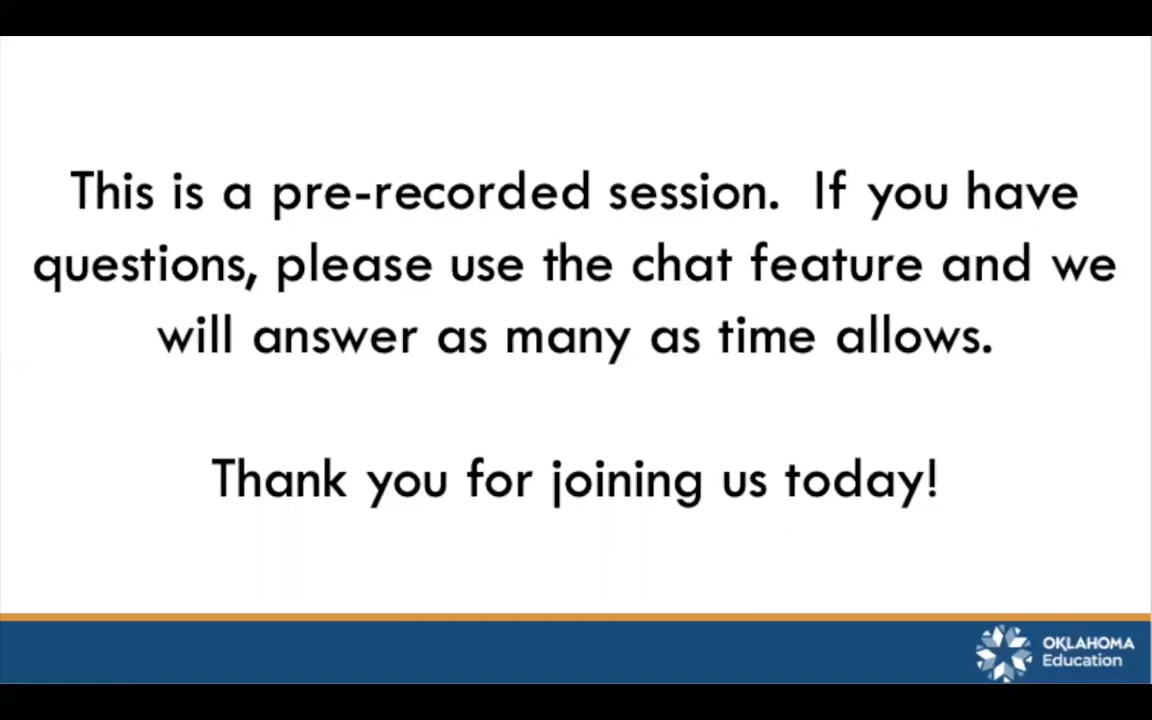 This is a pre-recorded session.  If you have
questions, please use the chat feature and we
will answer as many as time allows.
Thank you for joining us today!
OKLAHOMA
Education